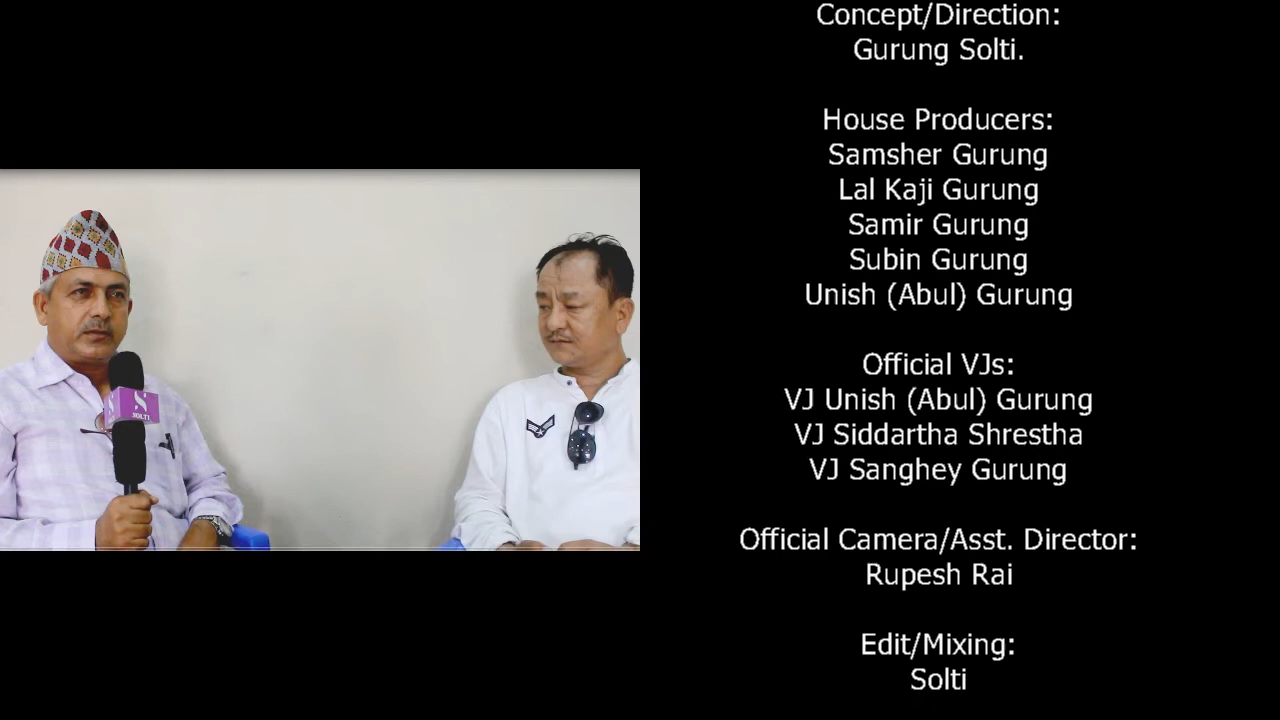 Concept/Direction:
Gurung Solti.
House Producers:
Samsher Gurung
Lal Kaji Gurung
Samir Gurung
Subin Gurung
Unish (Abul) Gurung
Official VJs:
VJ Unish (Abul) Gurung
VJ Siddartha Shrestha
VJ Sanghey Gurung
Official Camera/Asst. Director:
Rupesh Rai
Edit/Mixing:
Solti
S
SOLTI